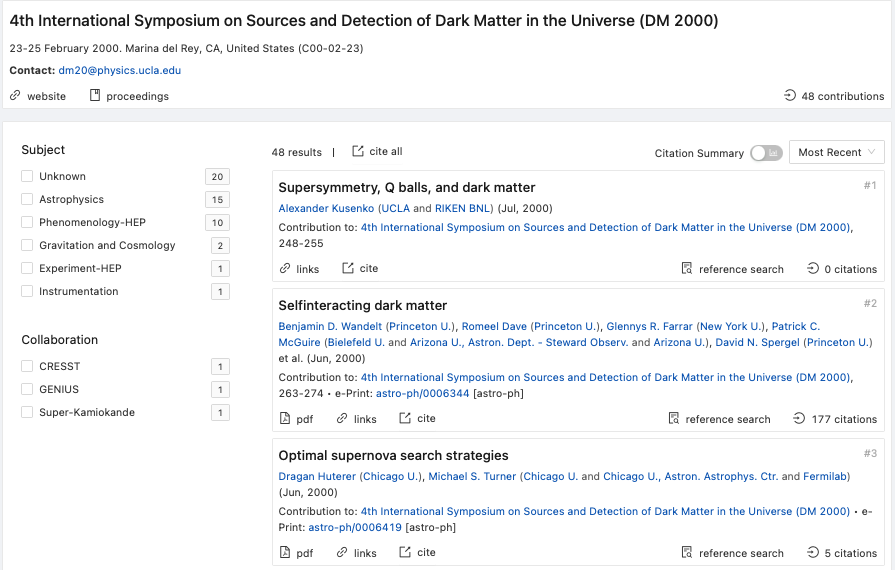 4th International Symposium on Sources and Detection of Dark Matter in the Universe (DM 2000)
23-25 February 2000. Marina del Rey, CA, United States (C00-02-23)
Contact: dm20@physics.ucla.edu
website proceedings 48 contributions
Subject
Unknown 20
Astrophysics 15
Phenomenology-HEP 10
Gravitation and Cosmology 2
Experiment-HEP 1
Instrumentation 1
Collaboration
CRESST 1
GENIUS 1
Super-Kamiokande 1
48 results | cite all Citation Summary Most Recent
Supersymmetry, Q balls, and dark matter #1
Alexander Kusenko (UCLA and RIKEN BNL) (Jul, 2000)
Contribution to: 4th International Symposium on Sources and Detection of Dark Matter in the Universe (DM 2000),
248-255
links cite reference search 0 citations
Selfinteracting dark matter #2
Benjamin D. Wandelt (Princeton U.), Romeel Dave (Princeton U.), Glennys R. Farrar (New York U.), Patrick C.
McGuire (Bielefeld U. and Arizona U., Astron. Dept. - Steward Observ. and Arizona U.), David N. Spergel (Princeton U.)
et al. (Jun, 2000)
Contribution to: 4th International Symposium on Sources and Detection of Dark Matter in the Universe (DM 2000),
263-274 • e-Print: astro-ph/0006344 [astro-ph]
pdf links cite reference search 177 citations
Optimal supernova search strategies #3
Dragan Huterer (Chicago U.), Michael S. Turner (Chicago U. and Chicago U., Astron. Astrophys. Ctr. and Fermilab)
(Jun, 2000)
Contribution to: 4th International Symposium on Sources and Detection of Dark Matter in the Universe (DM 2000) • e-
Print: astro-ph/0006419 [astro-ph]
pdf links cite reference search 5 citations